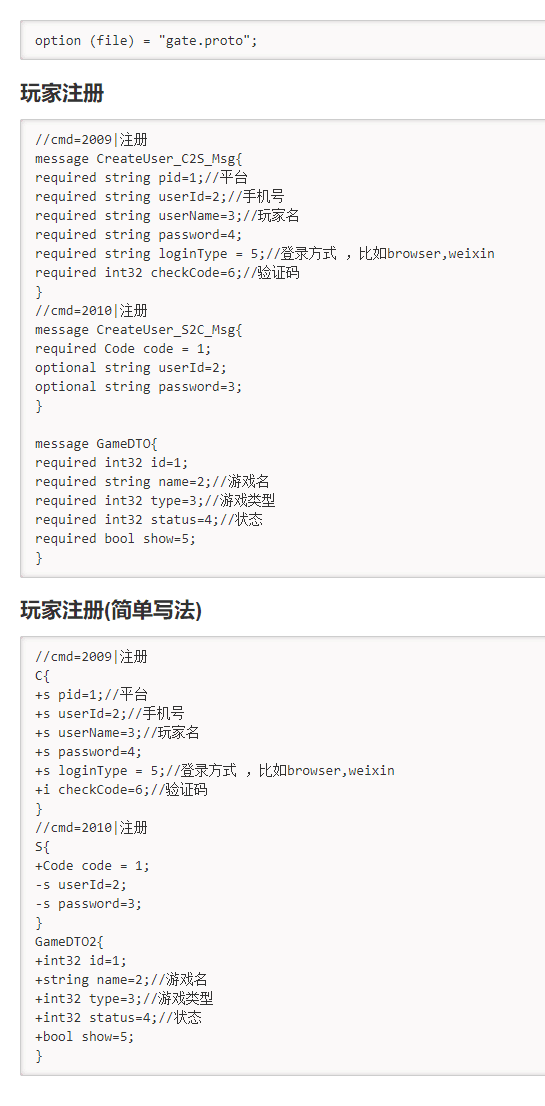 option (file) = "gate.proto";
玩家注册
//cmd=2009|注册
message CreateUser_C2S_Msg{
required string pid=1;//平台
required string userId=2;//手机号
required string userName=3;//玩家名
required string password=4;
required string loginType = 5;//登录方式 ，比如browser,weixin
required int32 checkCode=6;//验证码
}
//cmd=2010|注册
message CreateUser_S2C_Msg{
required Code code = 1;
optional string userId=2;
optional string password=3;
}
message GameDTO{
required int32 id=1;
required string name=2;//游戏名
required int32 type=3;//游戏类型
required int32 status=4;//状态
required bool show=5;
}
玩家注册(简单写法)
//cmd=2009|注册
C{
+s pid=1;//平台
+s userId=2;//手机号
+s userName=3;//玩家名
+s password=4;
+s loginType = 5;//登录方式 ，比如browser,weixin
+i checkCode=6;//验证码
}
//cmd=2010|注册
S{
+Code code = 1;
-s userId=2;
-s password=3;
}
GameDTO2{
+int32 id=1;
+string name=2;//游戏名
+int32 type=3;//游戏类型
+int32 status=4;//状态
+bool show=5;
}